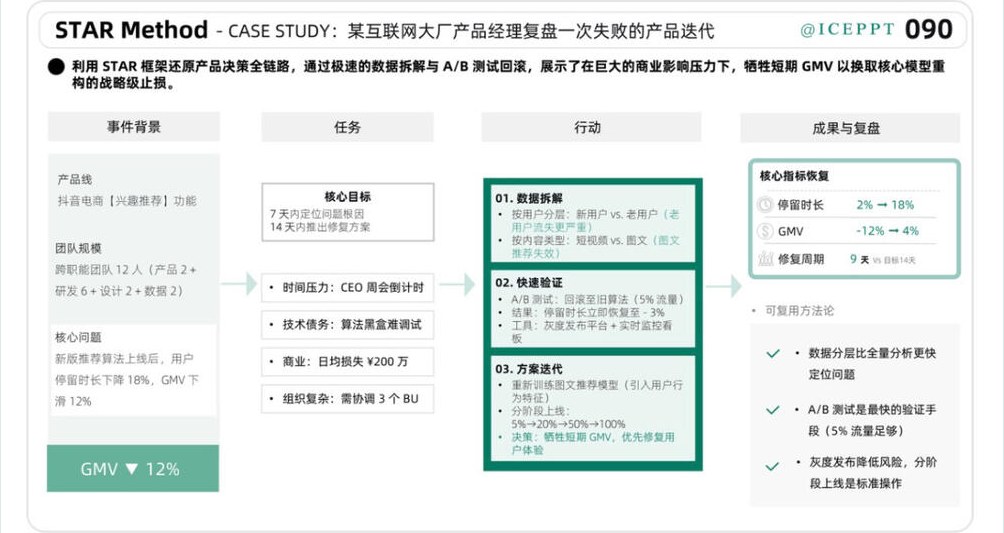 STAR Method - CASE STUDY：某互联网大厂产品经理复盘一次失败的产品迭代
@ICEPPT 090
利用 STAR 框架还原产品决策全链路，通过极速的数据拆解与 A/B 测试回滚，展示了在巨大的商业影响压力下，牺牲短期 GMV 以换取核心模型重
构的战略级止损。
事件背景
产品线
抖音电商【兴趣推荐】功能
团队规模
跨职能团队 12 人（产品 2 +
研发 6 + 设计 2 + 数据 2）
核心问题
新版推荐算法上线后，用户
停留时长下降 18%，GMV 下
滑 12%
GMV ▼ 12%
任务
核心目标
7 天内定位问题根因
14 天内推出修复方案
• 时间压力：CEO 周会倒计时
• 技术债务：算法黑盒难调试
• 商业：日均损失 ¥200 万
• 组织复杂：需协调 3 个 BU
行动
01. 数据拆解
• 按用户分层：新用户 vs. 老用户（老
用户流失更严重）
• 按内容类型：短视频 vs. 图文（图文
推荐失效）
02. 快速验证
• A/B 测试：回滚至旧算法（5% 流量）
• 结果：停留时长立即恢复至 - 3%
• 工具：灰度发布平台 + 实时监控看
板
03. 方案迭代
• 重新训练图文推荐模型（引入用户行
为特征）
• 分阶段上线：
5%→20%→50%→100%
• 决策：牺牲短期 GMV，优先修复用
户体验
成果与复盘
核心指标恢复
停留时长 2% → 18%
GMV -12% → 4%
修复周期 9 天 vs 目标14天
• 可复用方法论
• 数据分层比全量分析更快
定位问题
• A/B 测试是最快的验证手
段（5% 流量足够）
• 灰度发布降低风险，分阶
段上线是标准操作